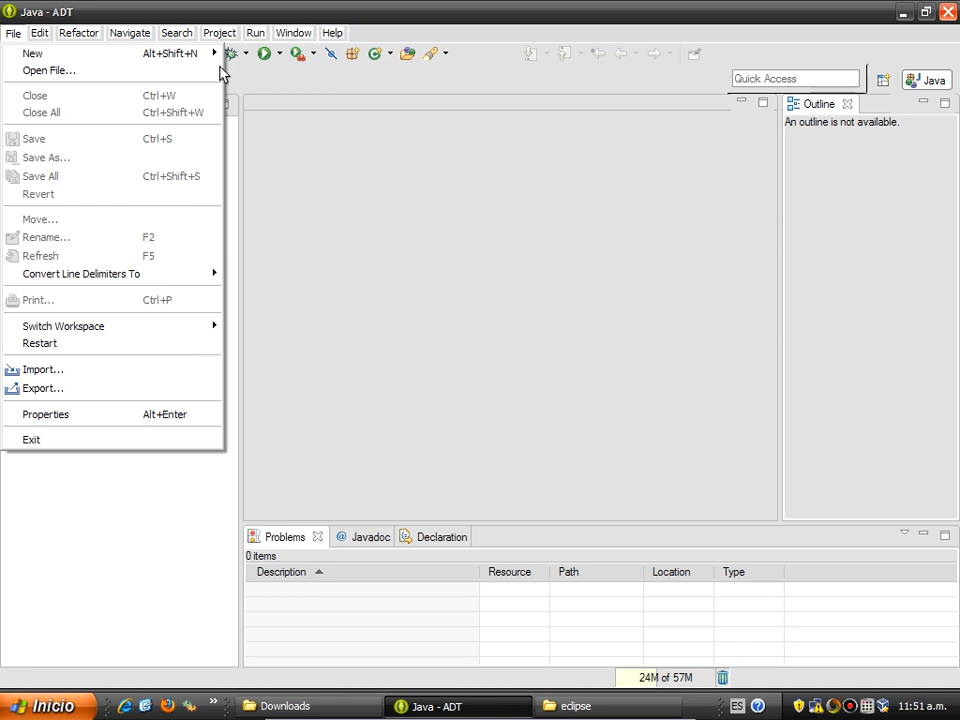 Java - ADT
File Edit Refactor Navigate Search Project Run Window Help
New Alt+Shift+N
Open File...
Close Ctrl+W
Close All Ctrl+Shift+W
Save Ctrl+S
Save As...
Save All Ctrl+Shift+S
Revert
Move...
Rename... F2
Refresh F5
Convert Line Delimiters To
Print... Ctrl+P
Switch Workspace
Restart
Import...
Export...
Properties Alt+Enter
Exit
Quick Access
Java
Outline
An outline is not available.
Problems @ Javadoc Declaration
0 items
Description Resource Path Location Type
24M of 57M
Inicio » Downloads Java - ADT eclipse ES 11:51 a.m.